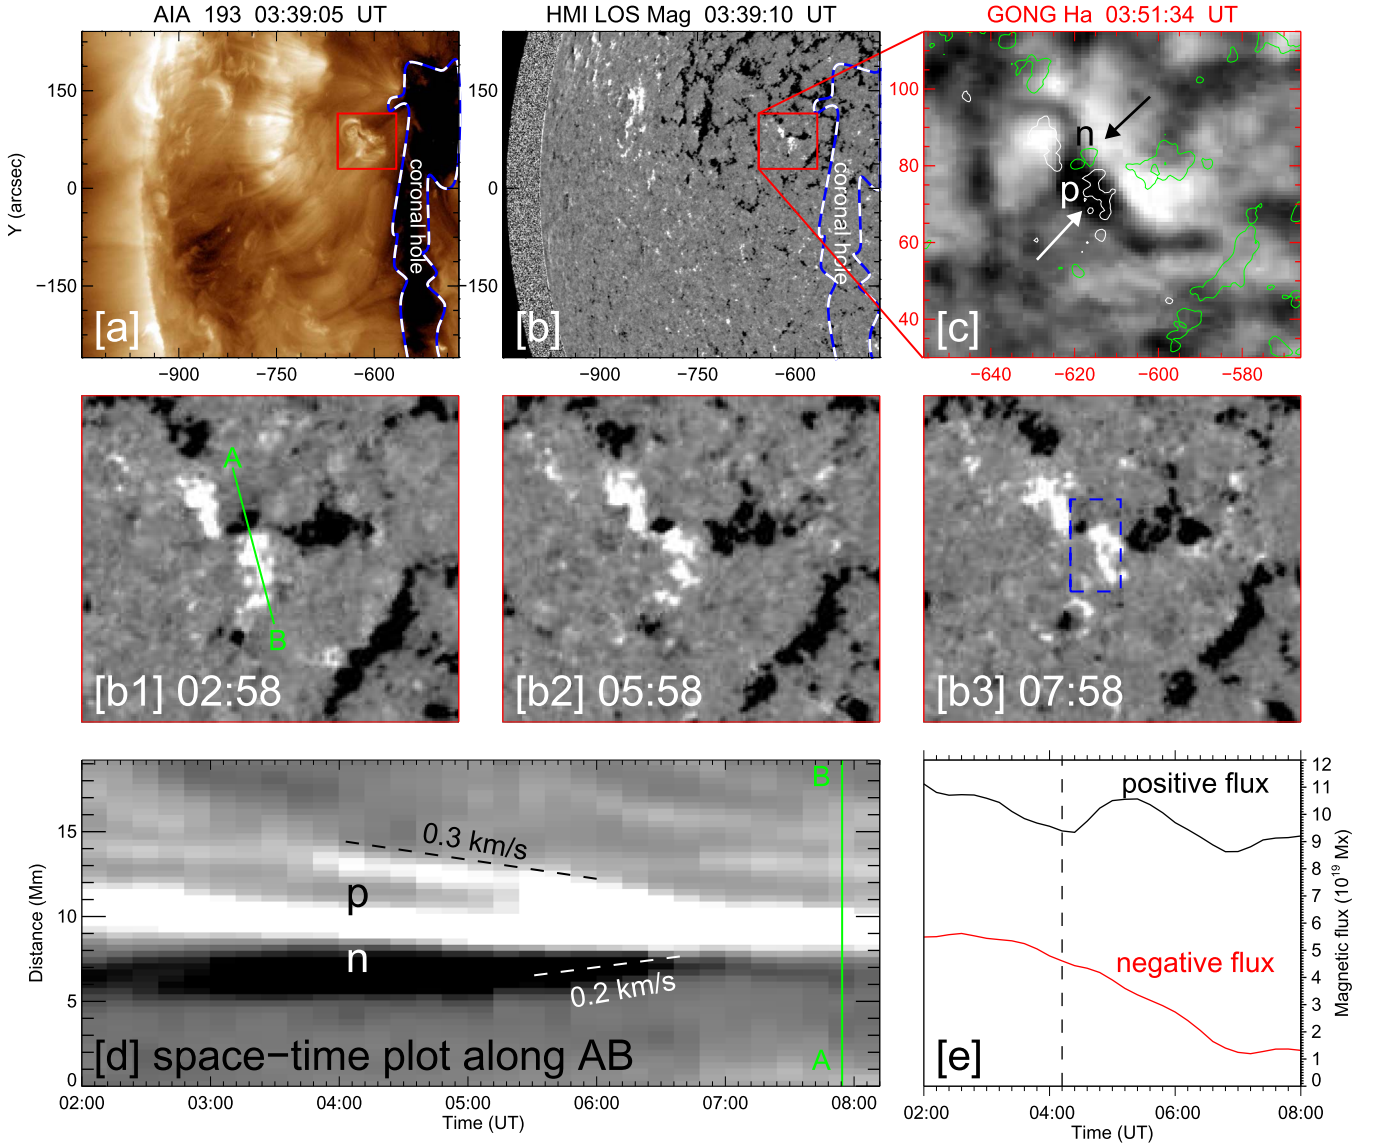 AIA 193 03:39:05 UT
HMI LOS Mag 03:39:10 UT
GONG Ha 03:51:34 UT
Y (arcsec)
150
0
−150
−900
−750
−600
coronal hole
[a]
150
0
−150
−900
−750
−600
coronal hole
[b]
100
80
60
40
−640
−620
−600
−580
n
p
[c]
A
B
[b1] 02:58
[b2] 05:58
[b3] 07:58
Distance (Mm)
15
10
5
0
0.3 km/s
p
n
0.2 km/s
B
A
[d] space−time plot along AB
02:00
03:00
04:00
05:00
06:00
07:00
08:00
Time (UT)
positive flux
negative flux
[e]
12
11
10
9
8
7
6
5
4
3
2
1
0
Magnetic flux (10¹⁹ Mx)
02:00
04:00
06:00
08:00
Time (UT)